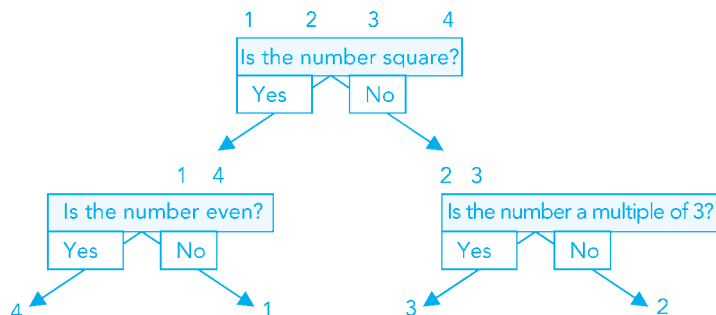 1 2 3 4
Is the number square?
Yes No
1 4
2 3
Is the number even?
Is the number a multiple of 3?
Yes No
Yes No
4 1
3 2